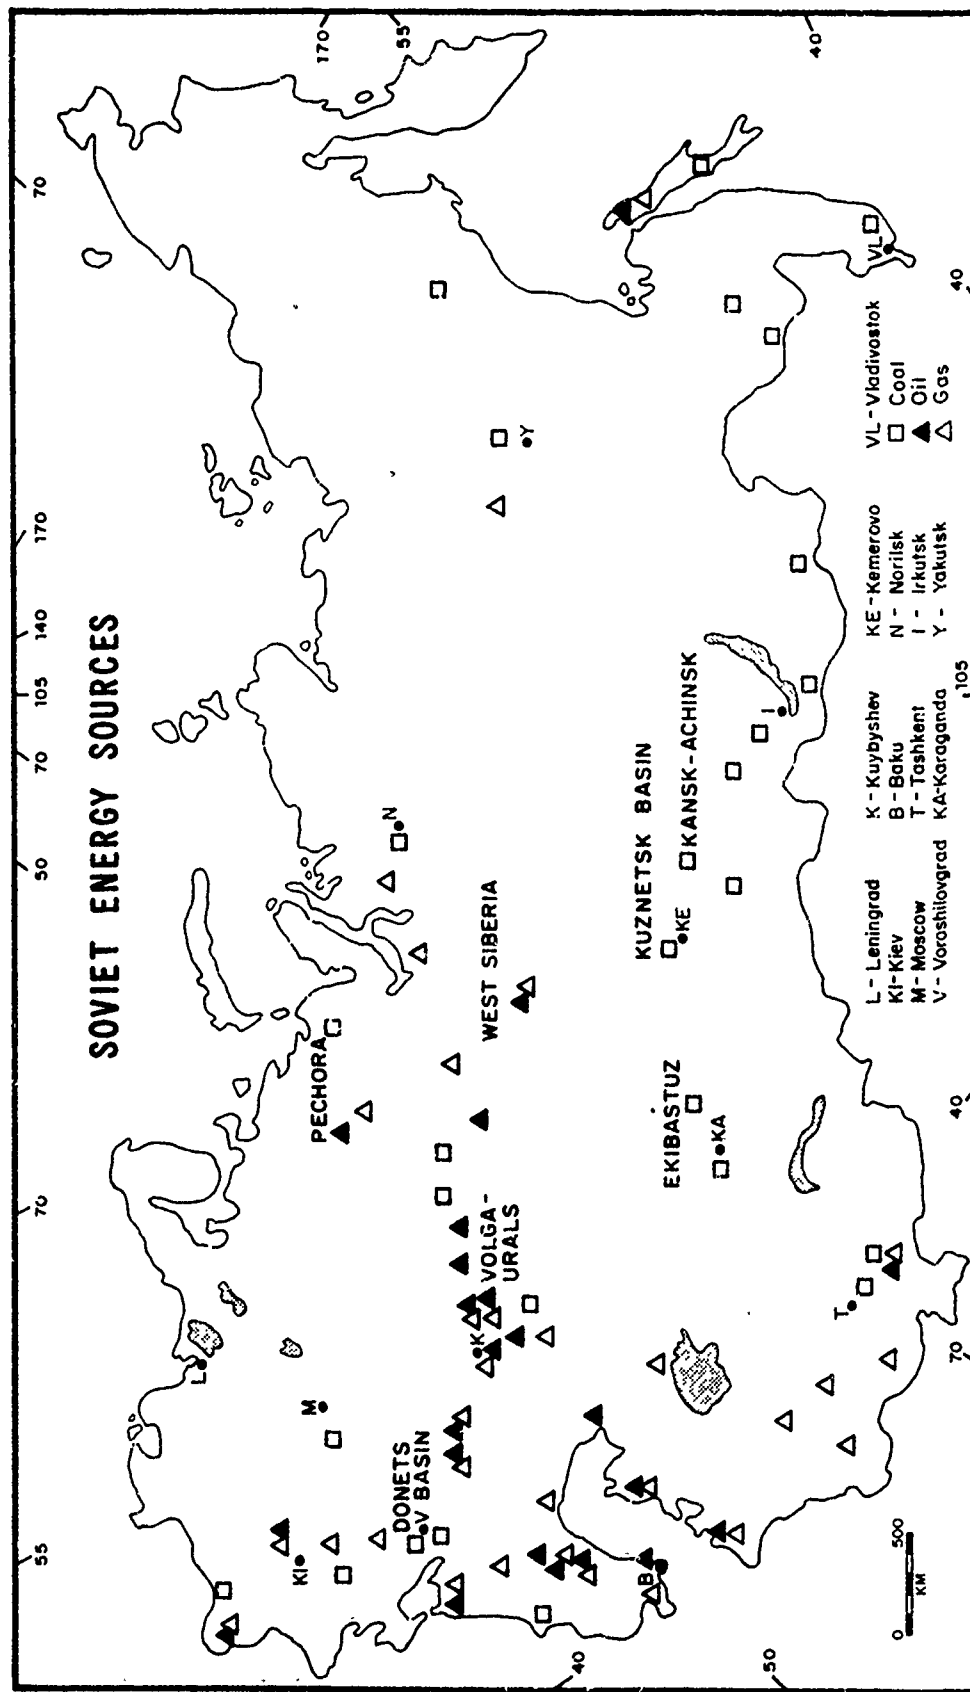 SOVIET ENERGY SOURCES
50
70
105
140
170
70
170
55
40
40
105
40
70
50
40
55
70
N
PECHORA
WEST SIBERIA
Y
L
M
KI
DONETS
V BASIN
K
VOLGA-
URALS
KUZNETSK BASIN
KE
KANSK-ACHINSK
EKIBASTUZ
KA
I
VL
T
B
0
500
KM
L - Leningrad
KI - Kiev
M - Moscow
V - Voroshilovgrad
K - Kuybyshev
B - Baku
T - Tashkent
KA-Karaganda
KE - Kemerovo
N - Norilsk
I - Irkutsk
Y - Yakutsk
VL - Vladivostok
Coal
Oil
Gas